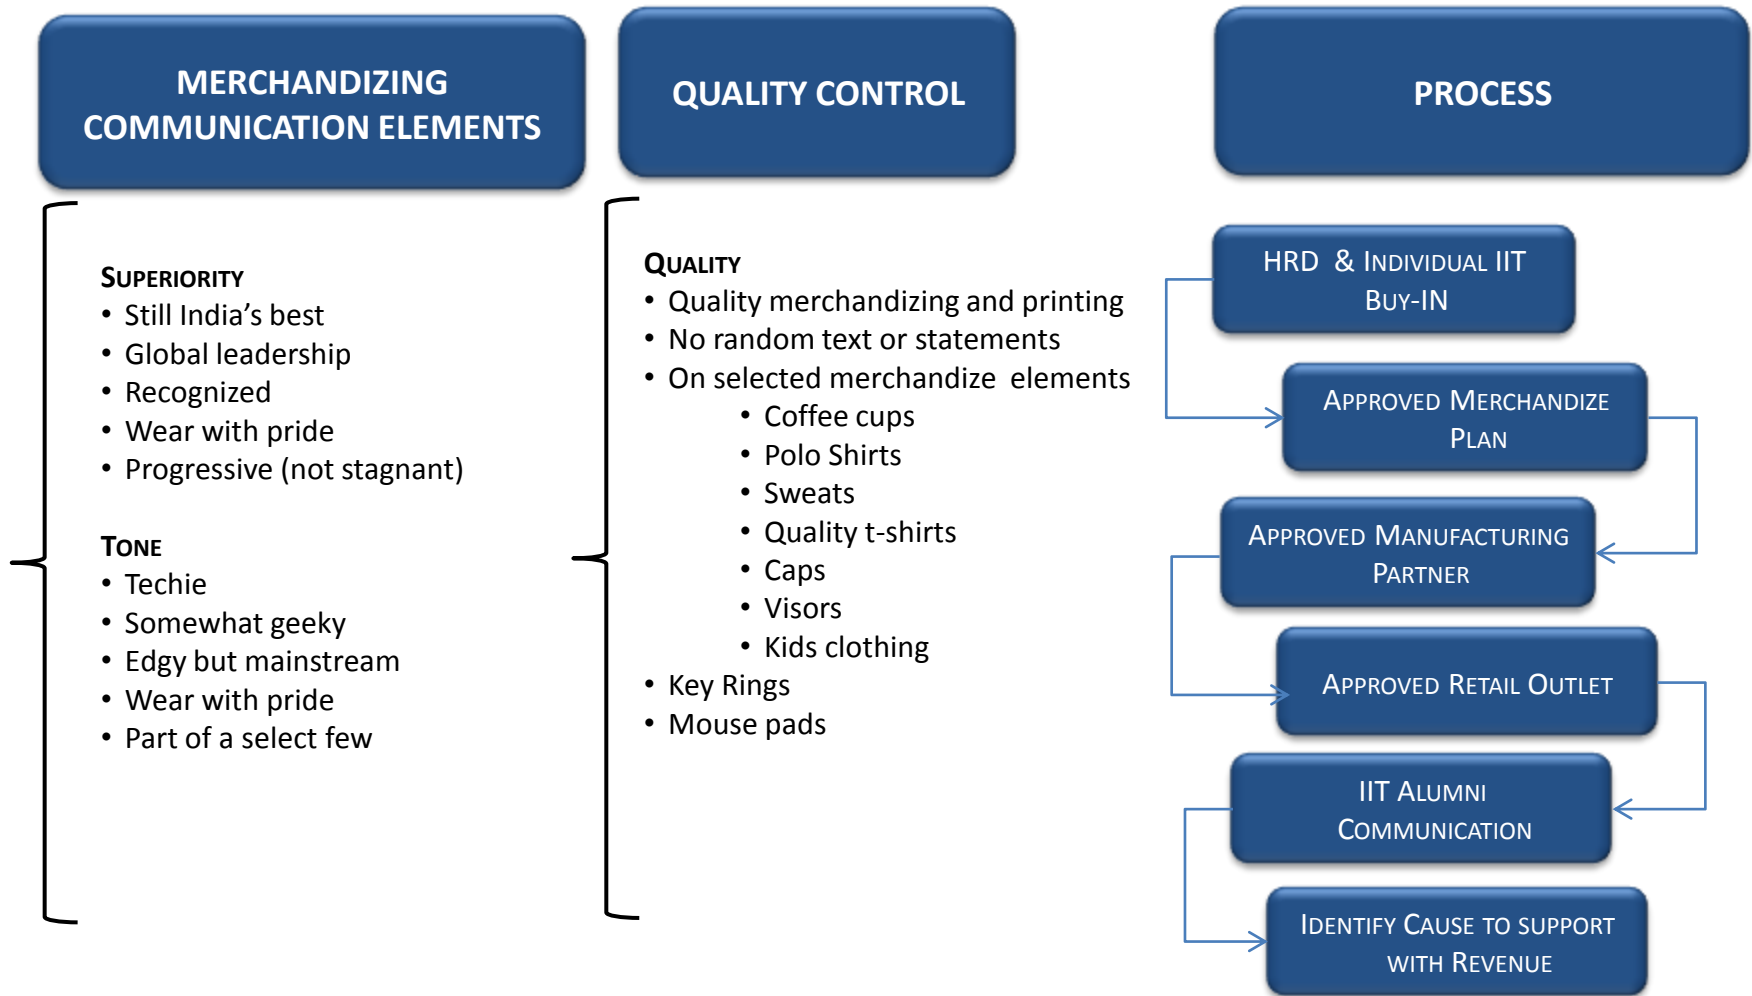 MERCHANDIZING
COMMUNICATION ELEMENTS
SUPERIORITY
• Still India’s best
• Global leadership
• Recognized
• Wear with pride
• Progressive (not stagnant)
TONE
• Techie
• Somewhat geeky
• Edgy but mainstream
• Wear with pride
• Part of a select few
QUALITY CONTROL
QUALITY
• Quality merchandizing and printing
• No random text or statements
• On selected merchandize elements
• Coffee cups
• Polo Shirts
• Sweats
• Quality t-shirts
• Caps
• Visors
• Kids clothing
• Key Rings
• Mouse pads
PROCESS
HRD & INDIVIDUAL IIT
BUY-IN
APPROVED MERCHANDIZE
PLAN
APPROVED MANUFACTURING
PARTNER
APPROVED RETAIL OUTLET
IIT ALUMNI
COMMUNICATION
IDENTIFY CAUSE TO SUPPORT
WITH REVENUE